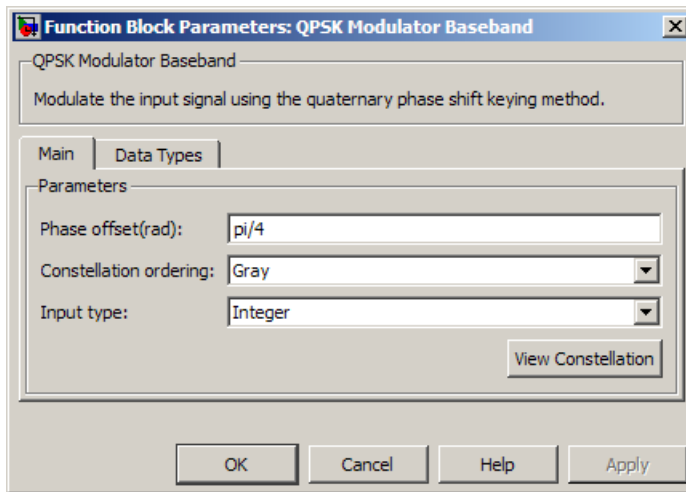 Function Block Parameters: QPSK Modulator Baseband
QPSK Modulator Baseband
Modulate the input signal using the quaternary phase shift keying method.
Main Data Types
Parameters
Phase offset(rad): pi/4
Constellation ordering: Gray
Input type: Integer
View Constellation
OK Cancel Help Apply